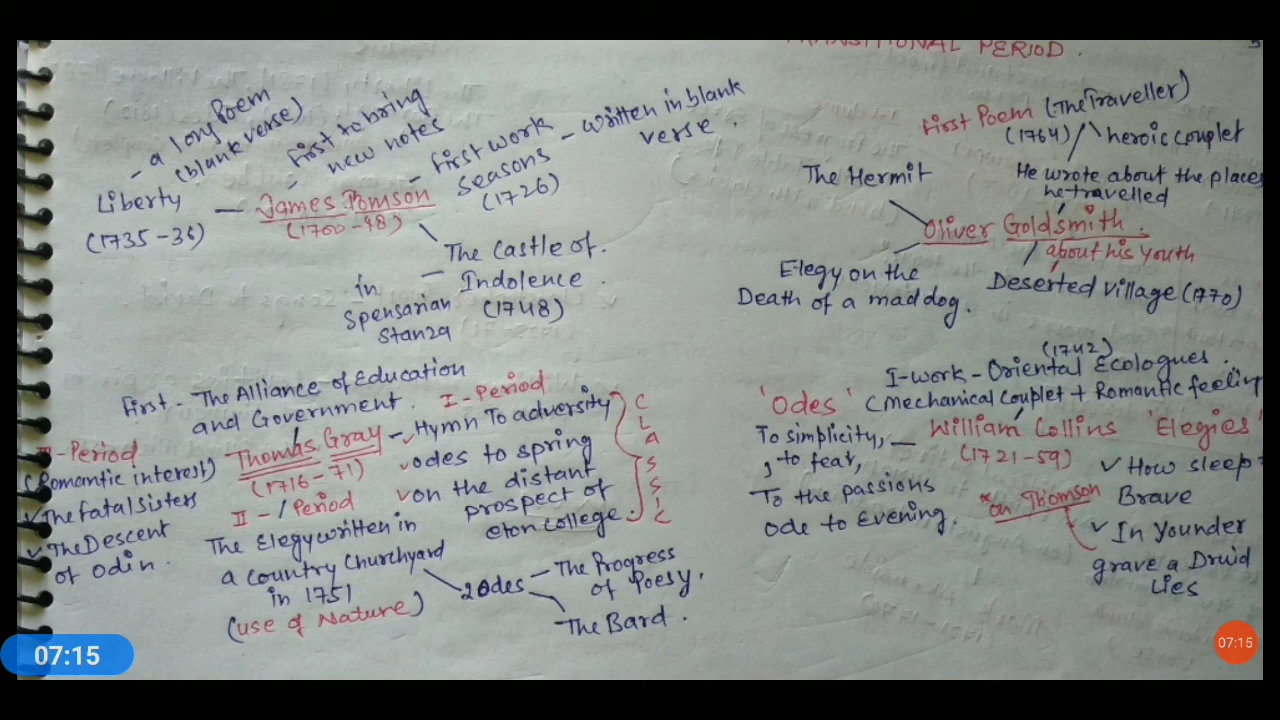 TRANSITIONAL PERIOD.
- a long Poem
(blank verse)
Liberty
(1735-36)
First to bring
new notes
James Pomson
(1700-48)
- First work
Seasons
(1726)
- written in blank
verse.
The Castle of
Indolence.
(1748)
in
Spensarian
Stanza
First Poem (The Traveller)
(1764)
heroic couplet
He wrote about the places
he travelled
The Hermit
Oliver Goldsmith.
about his youth
Elegy on the
Death of a mad dog.
Deserted village (1770)
First - The Alliance of Education
and Government.
Thomas Gray
(1716-71)
I-Period
Hymn To adversity
odes to spring
on the distant
prospect of
eton college.
CLASSIC
III-Period
(Romantic interest)
The Fatal Sisters
The Descent
of Odin.
II-Period
The Elegy written in
a country Churchyard
in 1751
(use of Nature)
2 Odes
- The Progress
of Poesy.
The Bard.
(1742)
I-work - Oriental Ecologues.
(Mechanical couplet + Romantic feeling
William Collins
(1721-59)
'Odes'
To simplicity,
, to fear,
To the passions
Ode to Evening.
'Elegies'
How sleep
Brave
* on Thomson
In Younder
grave a Druid
Lies
07:15
07:15